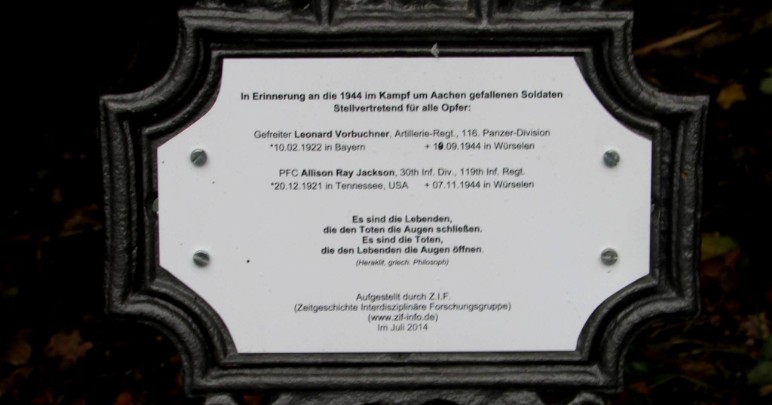 In Erinnerung an die 1944 im Kampf um Aachen gefallenen Soldaten
Stellvertretend für alle Opfer:
Gefreiter Leonard Vorbuchner, Artillerie-Regt., 116. Panzer-Division
*10.02.1922 in Bayern + 19.09.1944 in Würselen
PFC Allison Ray Jackson, 30th Inf. Div., 119th Inf. Regt.
*20.12.1921 in Tennessee, USA + 07.11.1944 in Würselen
Es sind die Lebenden,
die den Toten die Augen schließen.
Es sind die Toten,
die den Lebenden die Augen öffnen.
(Heraklit, griech. Philosoph)
Aufgestellt durch Z.I.F.
(Zeitgeschichte Interdisziplinäre Forschungsgruppe)
(www.zif-info.de)
Im Juli 2014